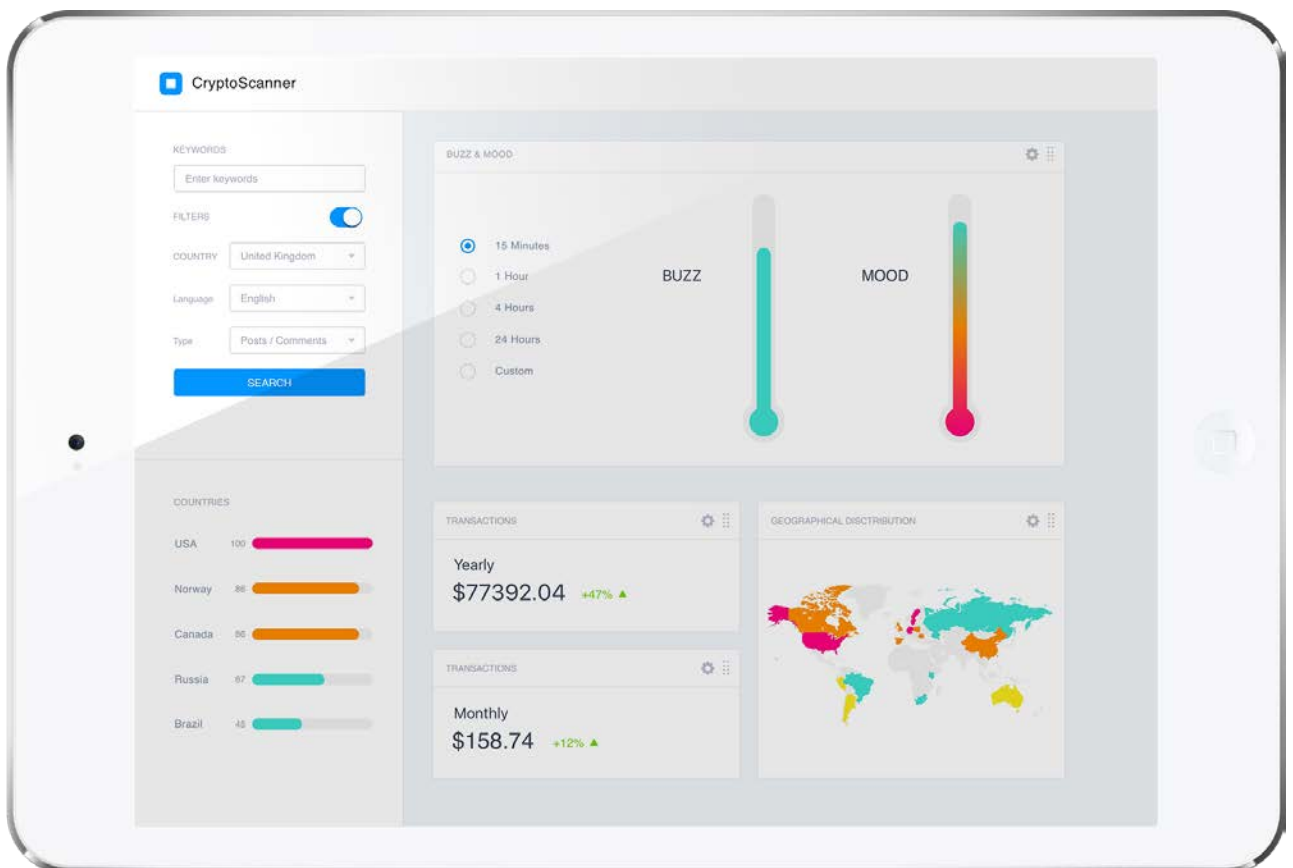 CryptoScanner
KEYWORDS
Enter keywords
FILTERS
COUNTRY United Kingdom
Language English
Type Posts / Comments
SEARCH
COUNTRIES
USA 100
Norway 86
Canada 86
Russia 67
Brazil 45
BUZZ & MOOD
15 Minutes
1 Hour
4 Hours
24 Hours
Custom
BUZZ
MOOD
TRANSACTIONS
Yearly
$77392.04 +47%
TRANSACTIONS
Monthly
$158.74 +12%
GEOGRAPHICAL DISCTRIBUTION